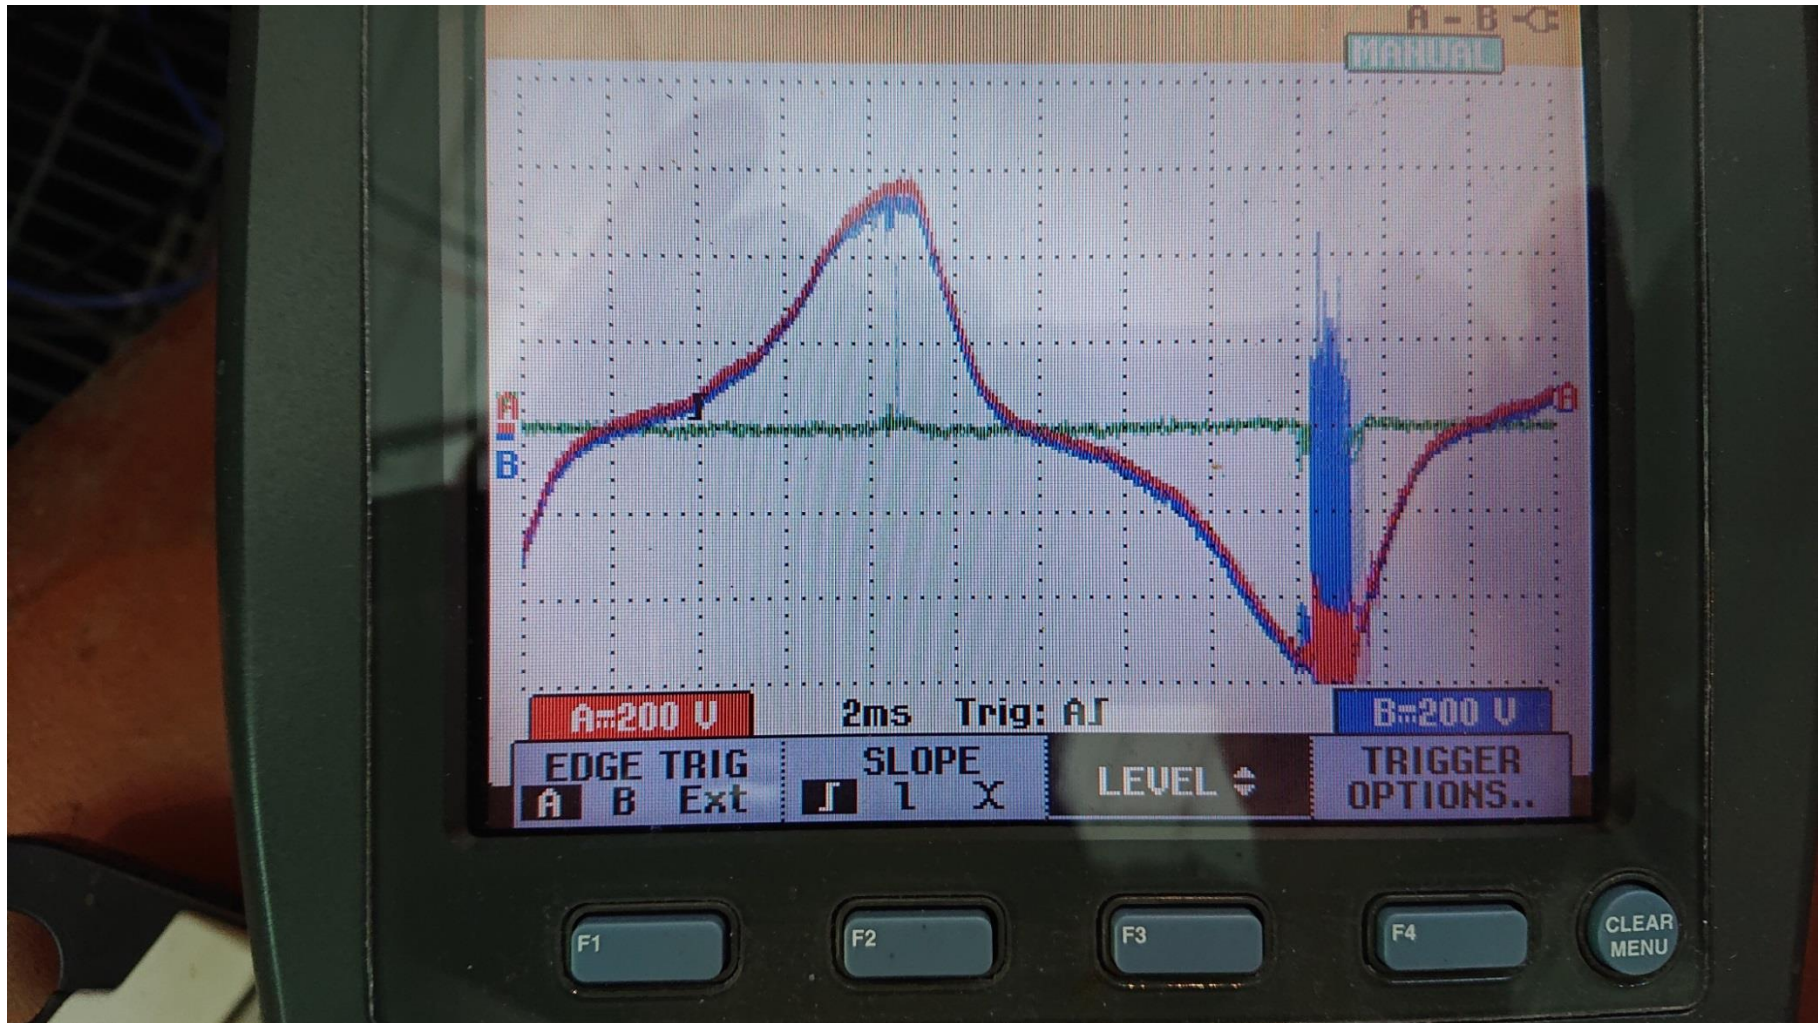 A - B
MANUAL
A
B
A
A=200 V 2ms Trig: A B=200 V
EDGE TRIG SLOPE LEVEL TRIGGER
A B Ext X OPTIONS..
F1 F2 F3 F4 CLEAR
MENU